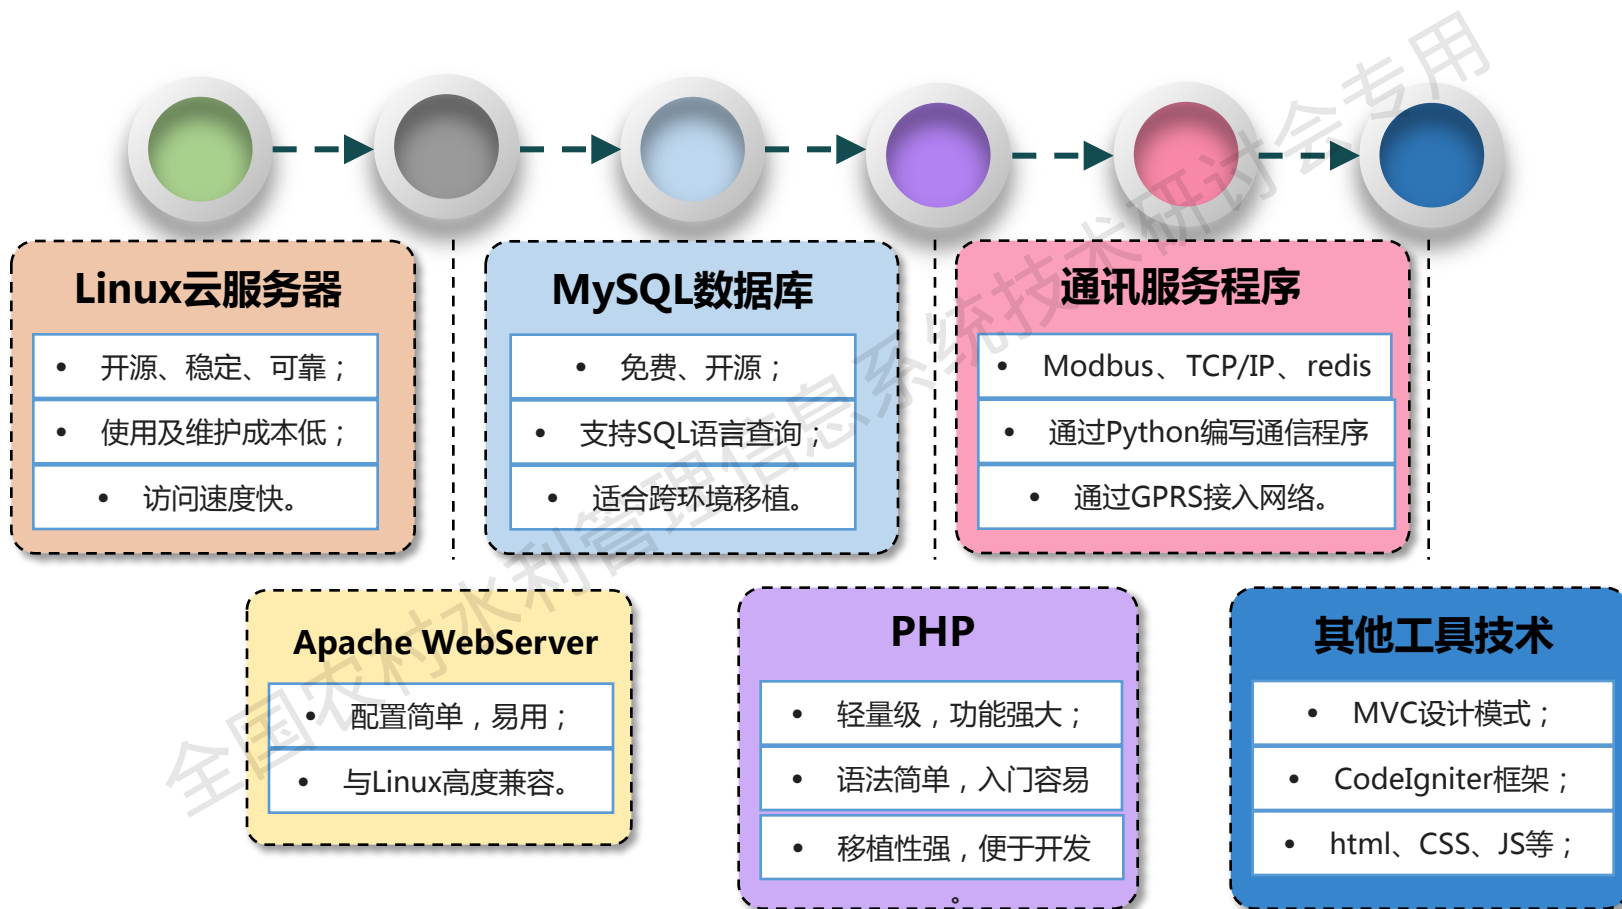 Linux云服务器
• 开源、稳定、可靠；
• 使用及维护成本低；
• 访问速度快。
MySQL数据库
• 免费、开源；
• 支持SQL语言查询；
• 适合跨环境移植。
通讯服务程序
• Modbus、TCP/IP、redis
• 通过Python编写通信程序
• 通过GPRS接入网络。
Apache WebServer
• 配置简单，易用；
• 与Linux高度兼容。
PHP
• 轻量级，功能强大；
• 语法简单，入门容易
• 移植性强，便于开发
。
其他工具技术
• MVC设计模式；
• CodeIgniter框架；
• html、CSS、JS等；
全国农村水利管理信息系统技术研讨会专用